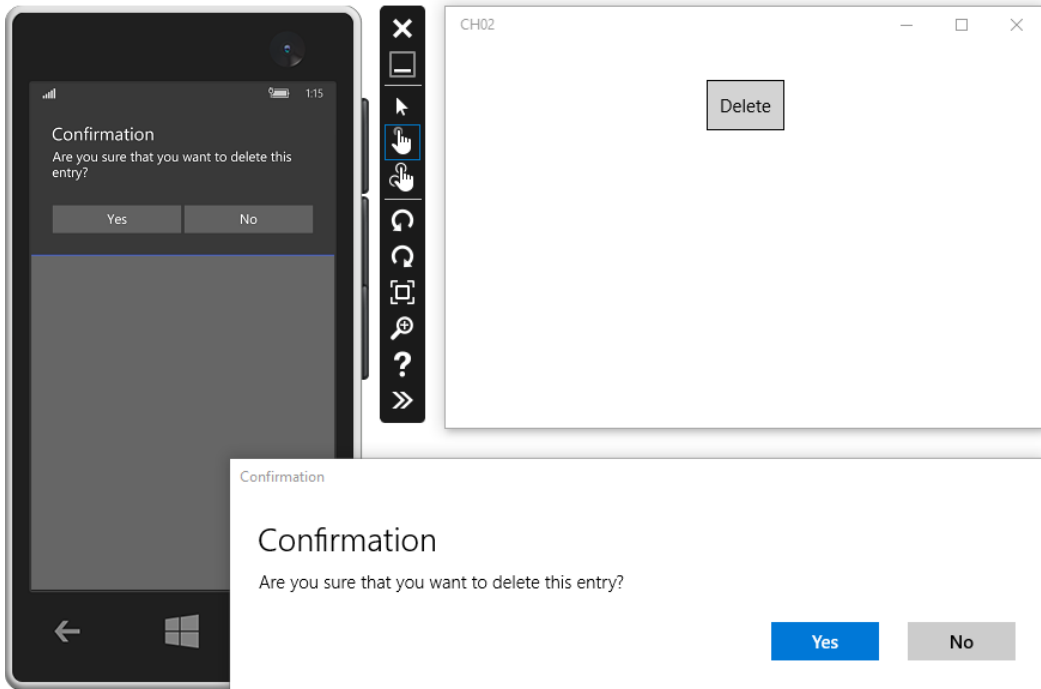 1:15
Confirmation
Are you sure that you want to delete this
entry?
Yes
No
CH02
Delete
Confirmation
Confirmation
Are you sure that you want to delete this entry?
Yes
No